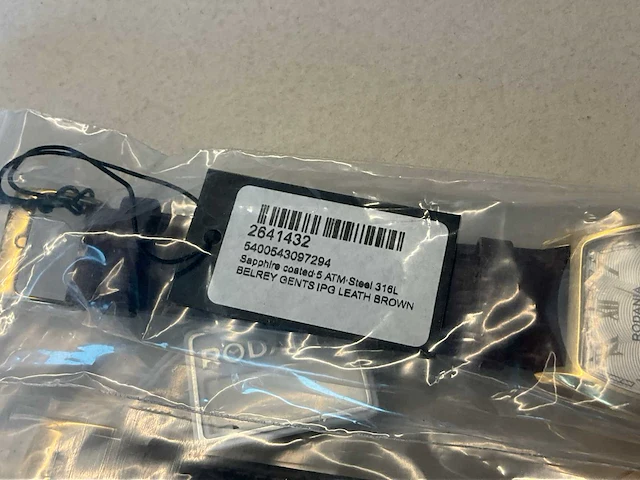 2641432
5400543097294
Sapphire coated-5 ATM-Steel 316L
BELREY GENTS IPG LEATH BROWN
RODANIA